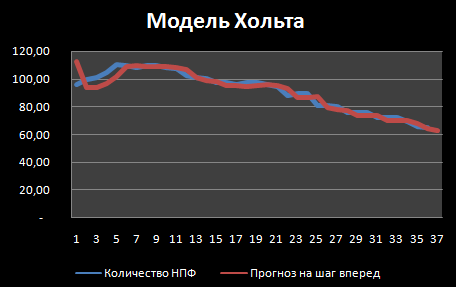 Модель Хольта
120,00
100,00
80,00
60,00
40,00
20,00
-
1 3 5 7 9 11 13 15 17 19 21 23 25 27 29 31 33 35 37
Количество НПФ Прогноз на шаг вперед